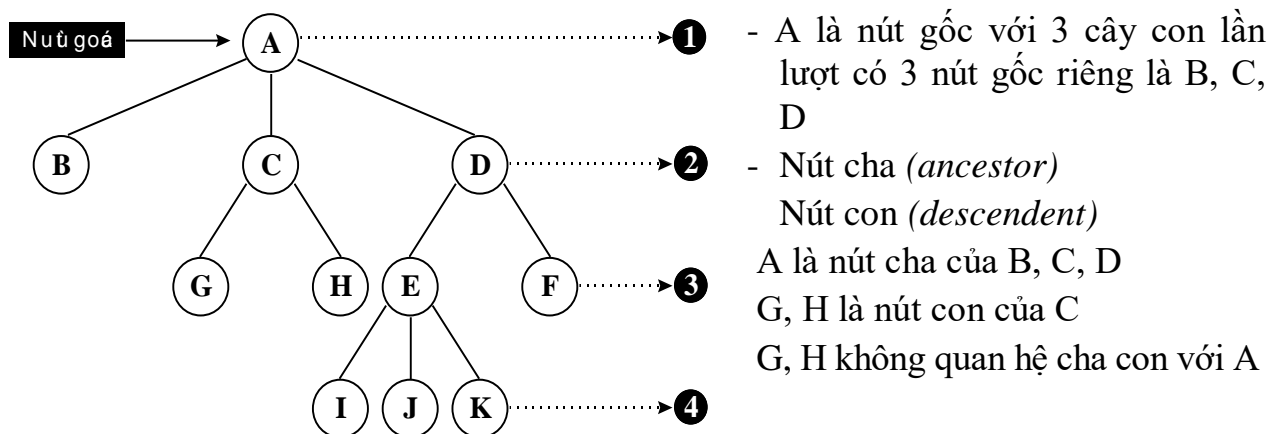 Nuùt goác
A
1
B
C
D
2
G
H
E
F
3
I
J
K
4
- A là nút gốc với 3 cây con lần
lượt có 3 nút gốc riêng là B, C,
D
- Nút cha (ancestor)
Nút con (descendent)
A là nút cha của B, C, D
G, H là nút con của C
G, H không quan hệ cha con với A